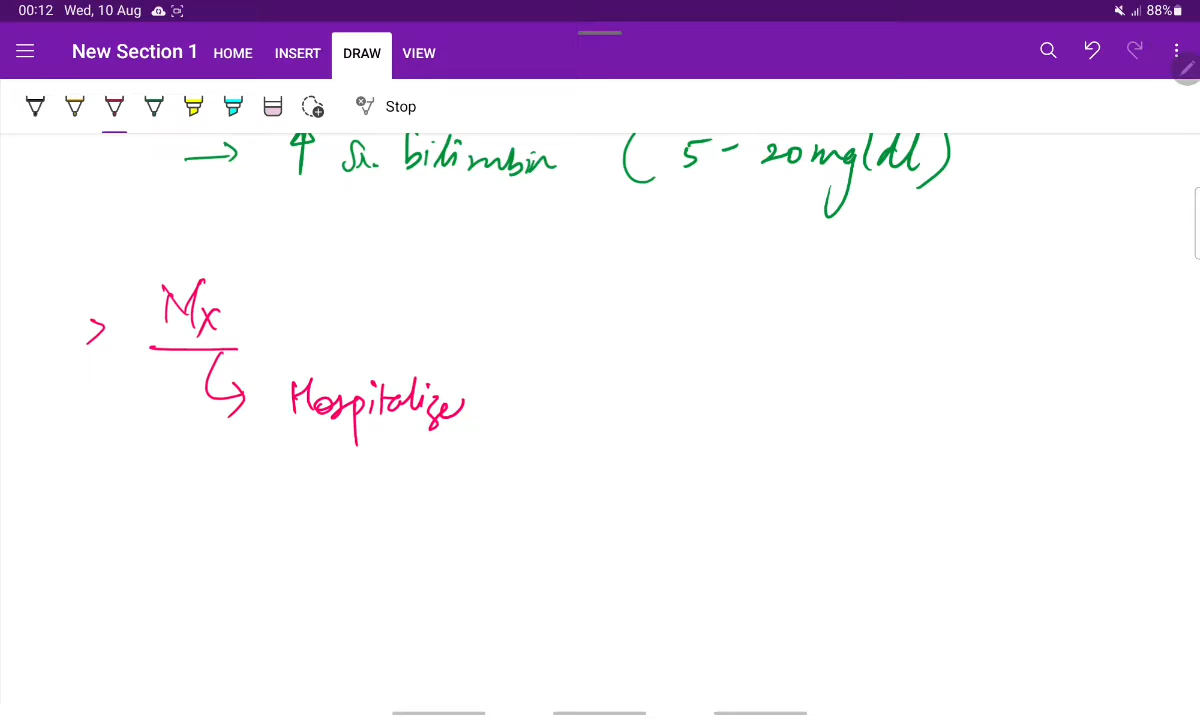 00:12 Wed, 10 Aug 88%
New Section 1 HOME INSERT DRAW VIEW
Stop
→ ↑ Sr. bilirubin (5 - 20mg/dl)
> Mx
↳ Hospitalize